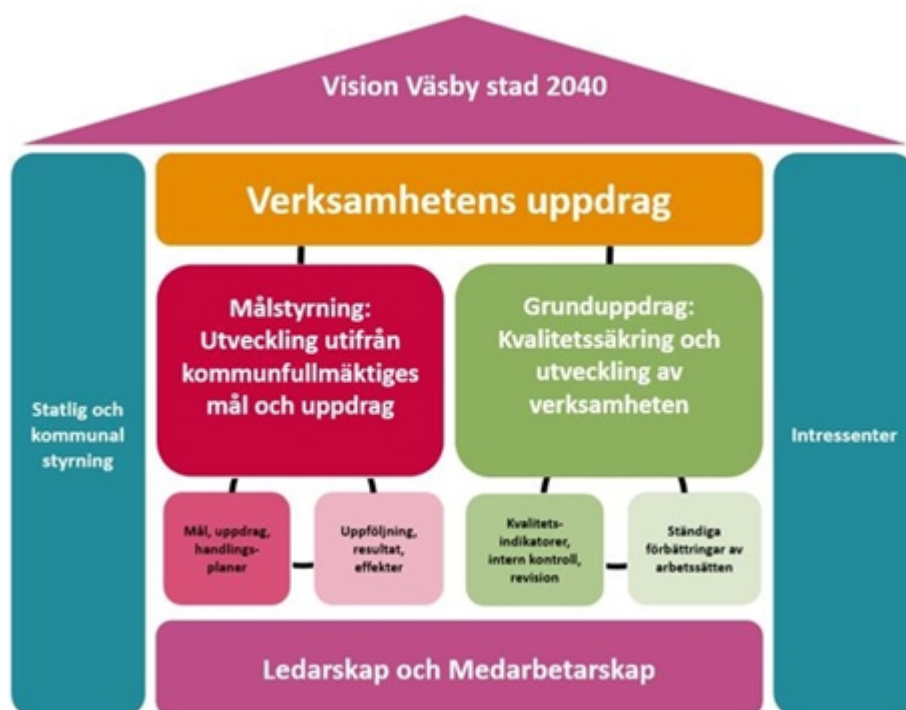 Vision Väsby stad 2040
Verksamhetens uppdrag
Målstyrning:
Utveckling utifrån
kommunfullmäktiges
mål och uppdrag
Grunduppdrag:
Kvalitetssäkring och
utveckling av
verksamheten
Statlig och
kommunal
styrning
Intressenter
Mål, uppdrag,
handlings-
planer
Uppföljning,
resultat,
effekter
Kvalitets-
indikatorer,
intern kontroll,
revision
Ständiga
förbättringar av
arbetssätten
Ledarskap och Medarbetarskap